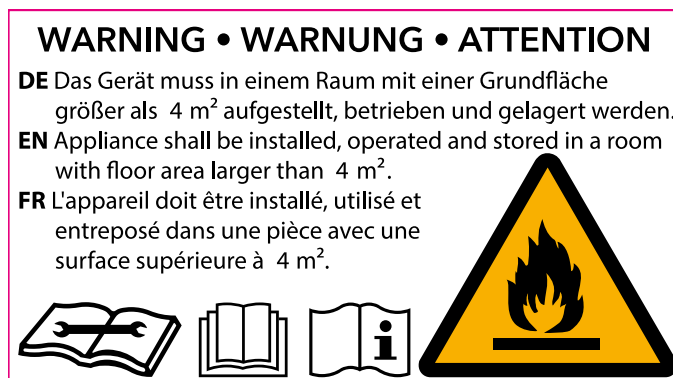 WARNING • WARNUNG • ATTENTION
DE Das Gerät muss in einem Raum mit einer Grundfläche
größer als 4 m² aufgestellt, betrieben und gelagert werden.
EN Appliance shall be installed, operated and stored in a room
with floor area larger than 4 m².
FR L'appareil doit être installé, utilisé et
entreposé dans une pièce avec une
surface supérieure à 4 m².
i